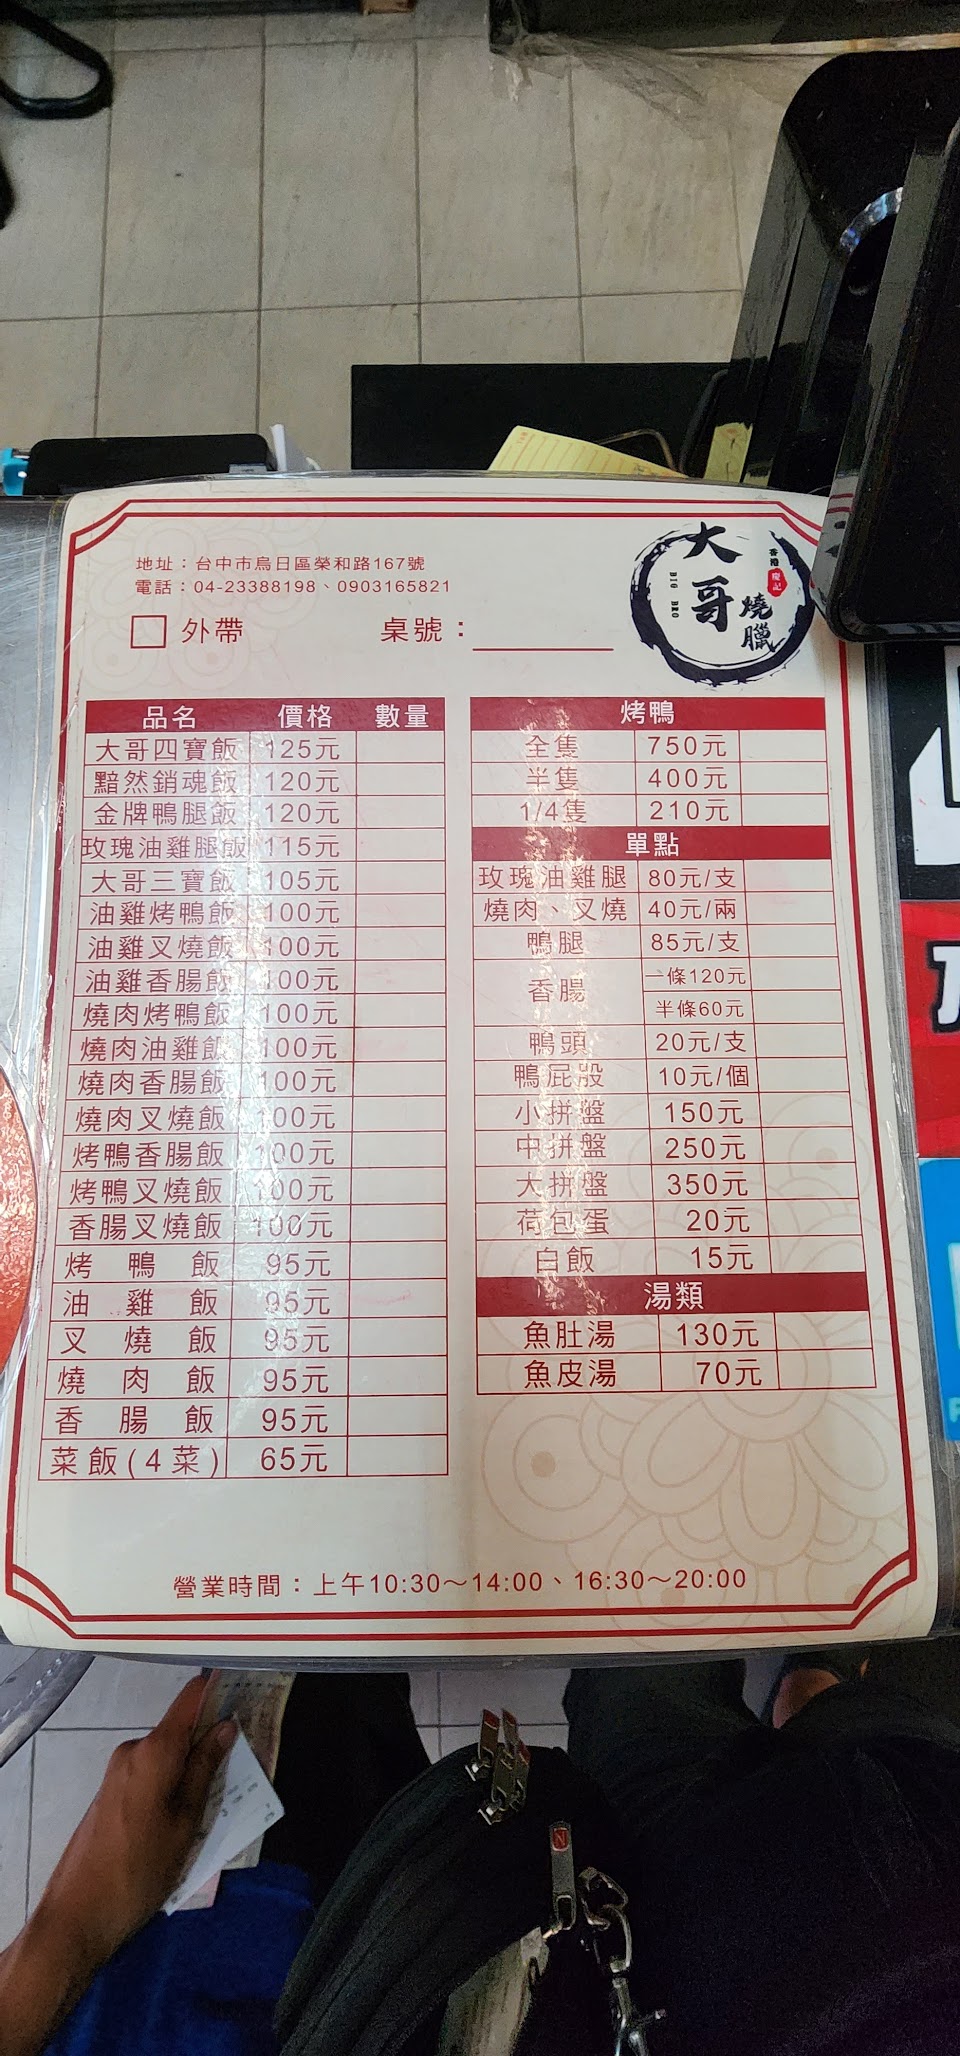 地址：台中市烏日區榮和路167號
電話：04-23388198、0903165821
外帶 桌號：
大哥
BIG BRO
燒臘
香港
慶記
品名 價格 數量
大哥四寶飯 125元
黯然銷魂飯 120元
金牌鴨腿飯 120元
玫瑰油雞腿飯 115元
大哥三寶飯 105元
油雞烤鴨飯 100元
油雞叉燒飯 100元
油雞香腸飯 100元
燒肉烤鴨飯 100元
燒肉油雞飯 100元
燒肉香腸飯 100元
燒肉叉燒飯 100元
烤鴨香腸飯 100元
烤鴨叉燒飯 100元
香腸叉燒飯 100元
烤鴨飯 95元
油雞飯 95元
叉燒飯 95元
燒肉飯 95元
香腸飯 95元
菜飯(4菜) 65元
烤鴨
全隻 750元
半隻 400元
1/4隻 210元
單點
玫瑰油雞腿 80元/支
燒肉、叉燒 40元/兩
鴨腿 85元/支
香腸 一條120元
半條60元
鴨頭 20元/支
鴨屁股 10元/個
小拼盤 150元
中拼盤 250元
大拼盤 350元
荷包蛋 20元
白飯 15元
湯類
魚肚湯 130元
魚皮湯 70元
營業時間：上午10:30～14:00、16:30～20:00